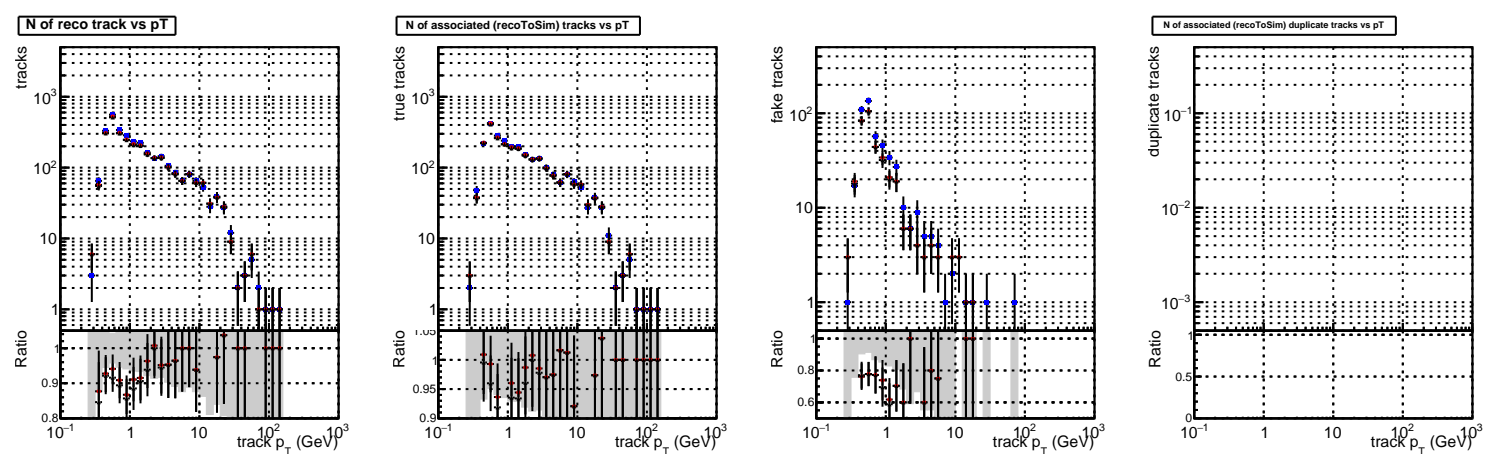 N of reco track vs pT
tracks
10³
10²
10
1
Ratio
1
0.9
0.8
10⁻¹ 1 10 10² 10³
track p_T (GeV)
N of associated (recoToSim) tracks vs pT
true tracks
10³
10²
10
1
Ratio
1.05
1
0.95
0.9
10⁻¹ 1 10 10² 10³
track p_T (GeV)
fake tracks
10²
10
1
Ratio
1
0.8
0.6
10⁻¹ 1 10 10² 10³
track p_T (GeV)
N of associated (recoToSim) duplicate tracks vs pT
duplicate tracks
10⁻¹
10⁻²
10⁻³
Ratio
1
0.5
0
10⁻¹ 1 10 10² 10³
track p_T (GeV)